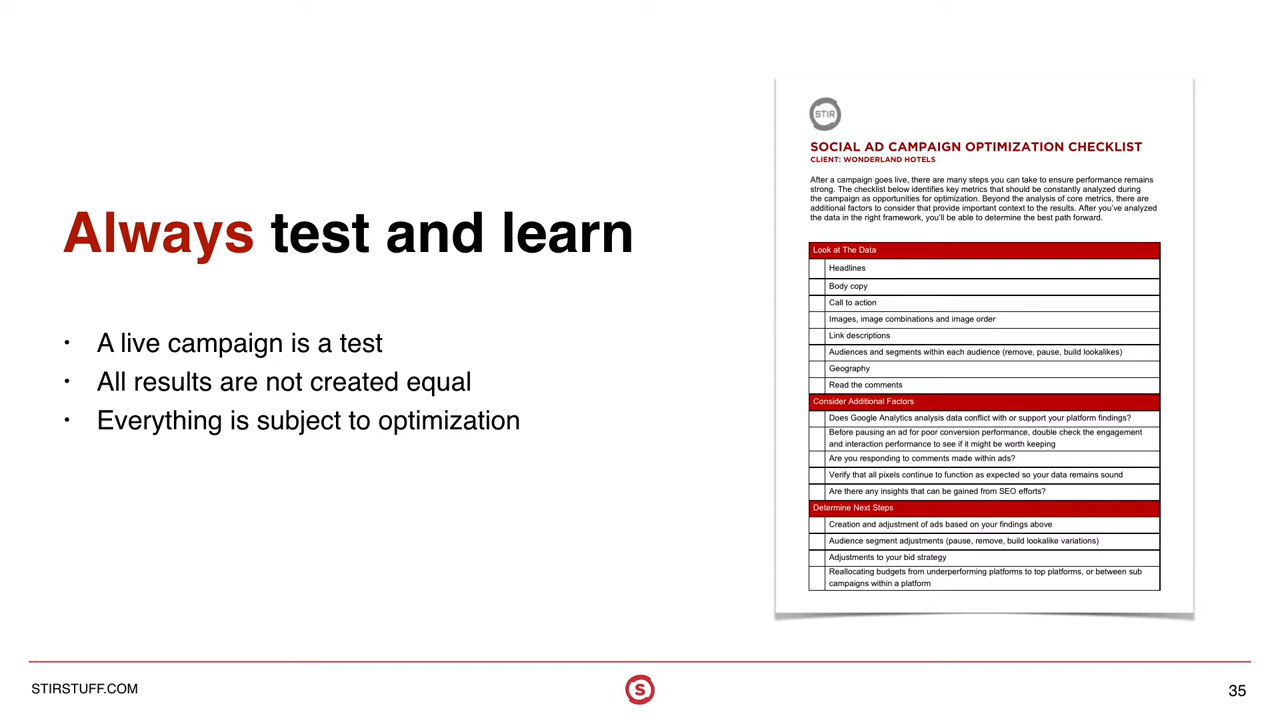 Always test and learn
• A live campaign is a test
• All results are not created equal
• Everything is subject to optimization
STIR
SOCIAL AD CAMPAIGN OPTIMIZATION CHECKLIST
CLIENT: WONDERLAND HOTELS
After a campaign goes live, there are many steps you can take to ensure performance remains
strong. The checklist below identifies key metrics that should be constantly analyzed during
the campaign as opportunities for optimization. Beyond the analysis of core metrics, there are
additional factors to consider that provide important context to the results. After you've analyzed
the data in the right framework, you'll be able to determine the best path forward.
Look at The Data
Headlines
Body copy
Call to action
Images, image combinations and image order
Link descriptions
Audiences and segments within each audience (remove, pause, build lookalikes)
Geography
Read the comments
Consider Additional Factors
Does Google Analytics analysis data conflict with or support your platform findings?
Before pausing an ad for poor conversion performance, double check the engagement
and interaction performance to see if it might be worth keeping
Are you responding to comments made within ads?
Verify that all pixels continue to function as expected so your data remains sound
Are there any insights that can be gained from SEO efforts?
Determine Next Steps
Creation and adjustment of ads based on your findings above
Audience segment adjustments (pause, remove, build lookalike variations)
Adjustments to your bid strategy
Reallocating budgets from underperforming platforms to top platforms, or between sub
campaigns within a platform
STIRSTUFF.COM
S
35